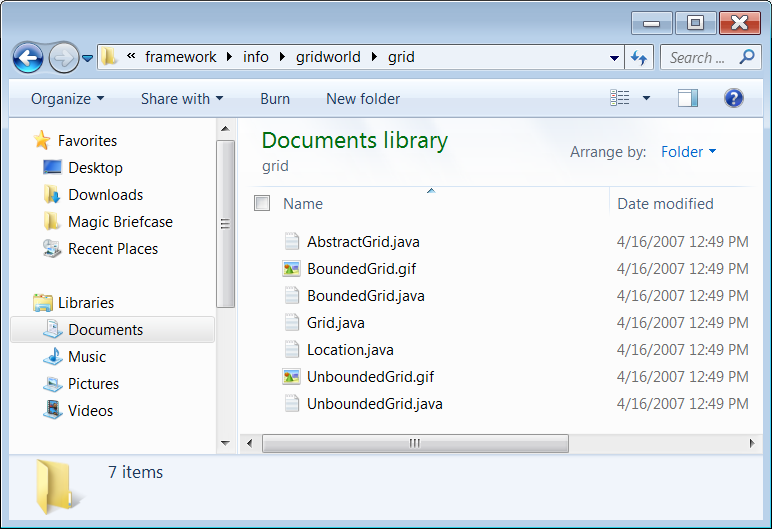 « framework info gridworld grid Search ...
Organize Share with Burn New folder ?
Favorites
Desktop
Downloads
Magic Briefcase
Recent Places
Libraries
Documents
Music
Pictures
Videos
Documents library
grid
Arrange by: Folder
Name Date modified
AbstractGrid.java 4/16/2007 12:49 PM
BoundedGrid.gif 4/16/2007 12:49 PM
BoundedGrid.java 4/16/2007 12:49 PM
Grid.java 4/16/2007 12:49 PM
Location.java 4/16/2007 12:49 PM
UnboundedGrid.gif 4/16/2007 12:49 PM
UnboundedGrid.java 4/16/2007 12:49 PM
7 items